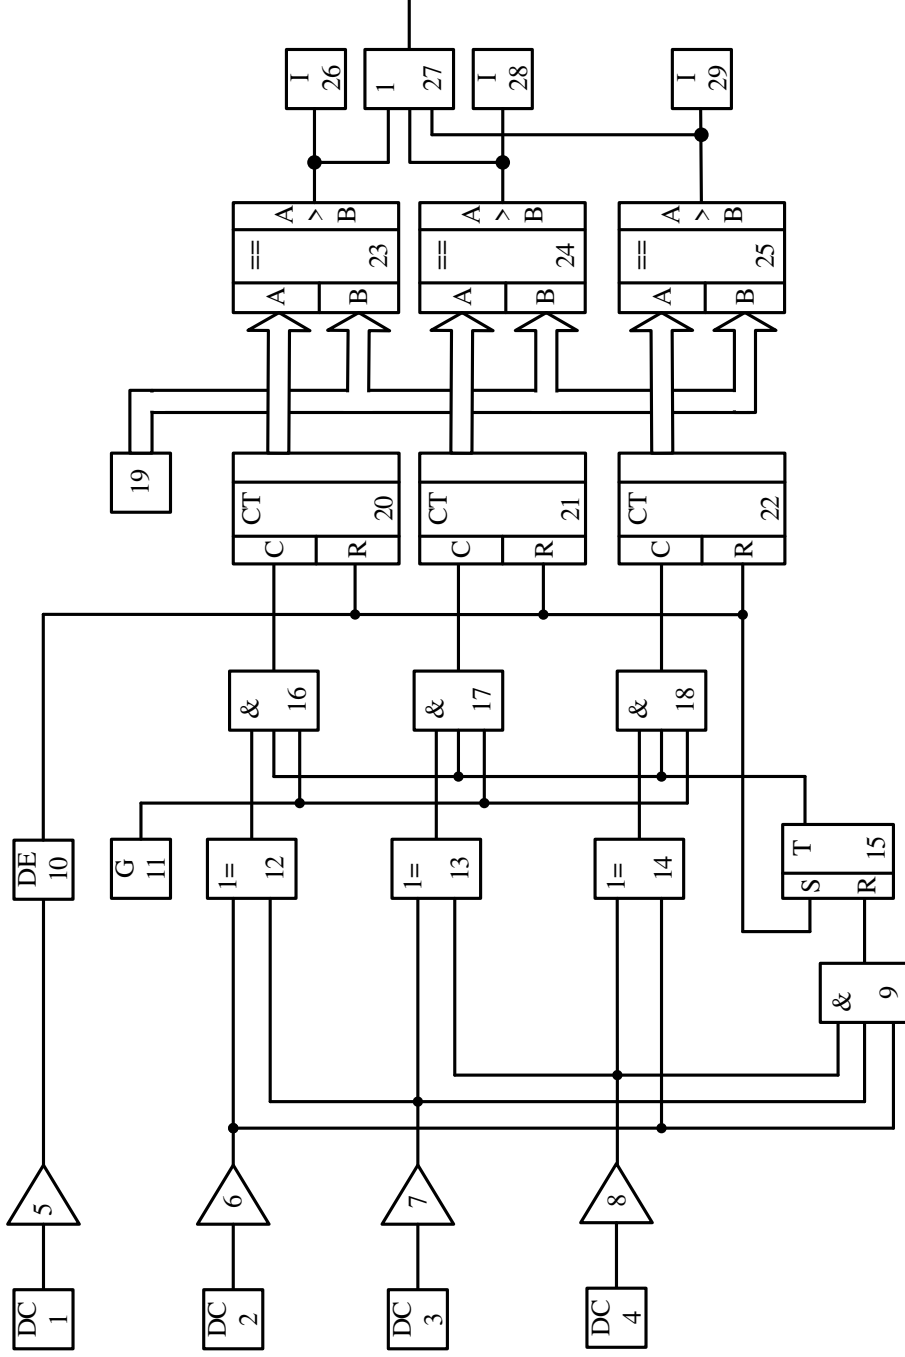 I
26
1
27
I
28
I
29
A
>
B
==
23
A
B
A
>
B
==
24
A
B
A
>
B
==
25
A
B
19
CT
20
C
R
CT
21
C
R
CT
22
C
R
&
16
&
17
&
18
DE
10
G
11
1=
12
1=
13
1=
14
T
15
S
R
&
9
5
6
7
8
DC
1
DC
2
DC
3
DC
4